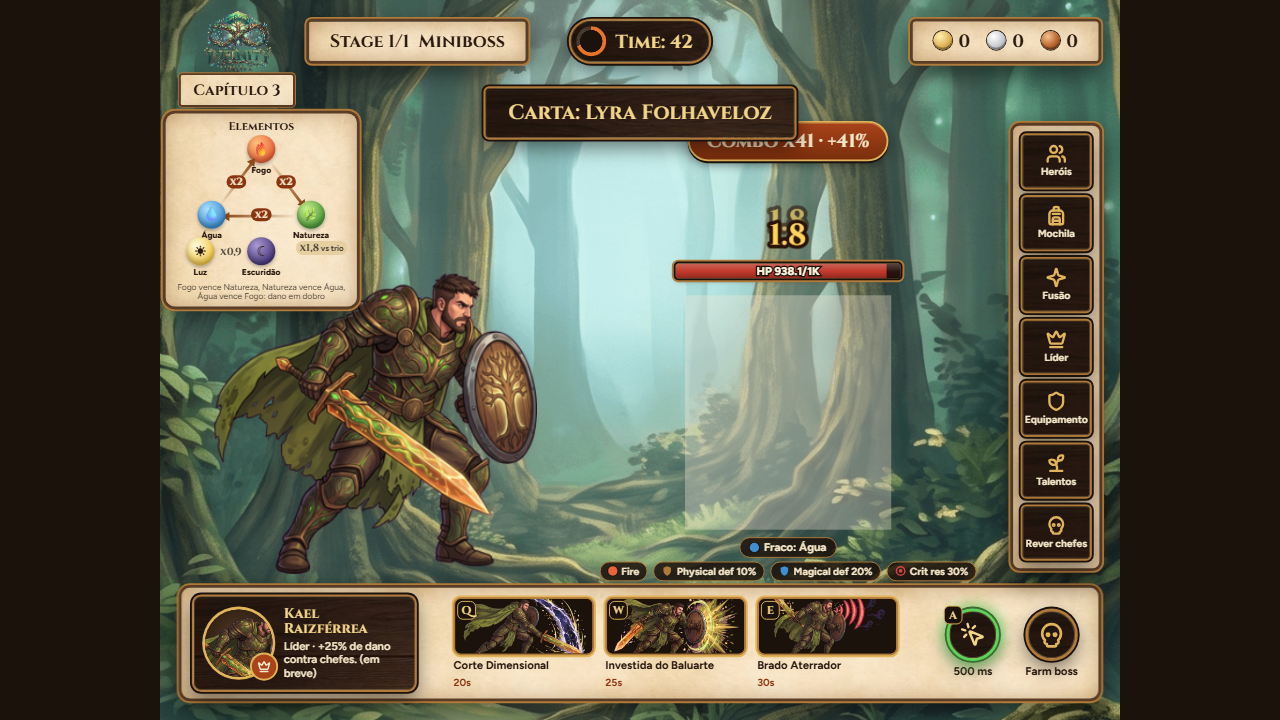 Stage 1/1 Miniboss
Time: 42
0 0 0
Capítulo 3
Carta: Lyra Folhaveloz
Combo x41 · +41%
Elementos
Fogo
x2
x2
x2
Água
Natureza
x0,9
x1,8 vs trio
Luz
Escuridão
Fogo vence Natureza, Natureza vence Água,
Água vence Fogo: dano em dobro
1.8
1.8
HP 938.1/1K
Heróis
Mochila
Fusão
Líder
Equipamento
Talentos
Rever chefes
Fraco: Água
Fire
Physical def 10%
Magical def 20%
Crit res 30%
Kael
Raizférrea
Líder · +25% de dano
contra chefes. (em
breve)
Q
Corte Dimensional
20s
W
Investida do Baluarte
25s
E
Brado Aterrador
30s
A
500 ms
Farm boss